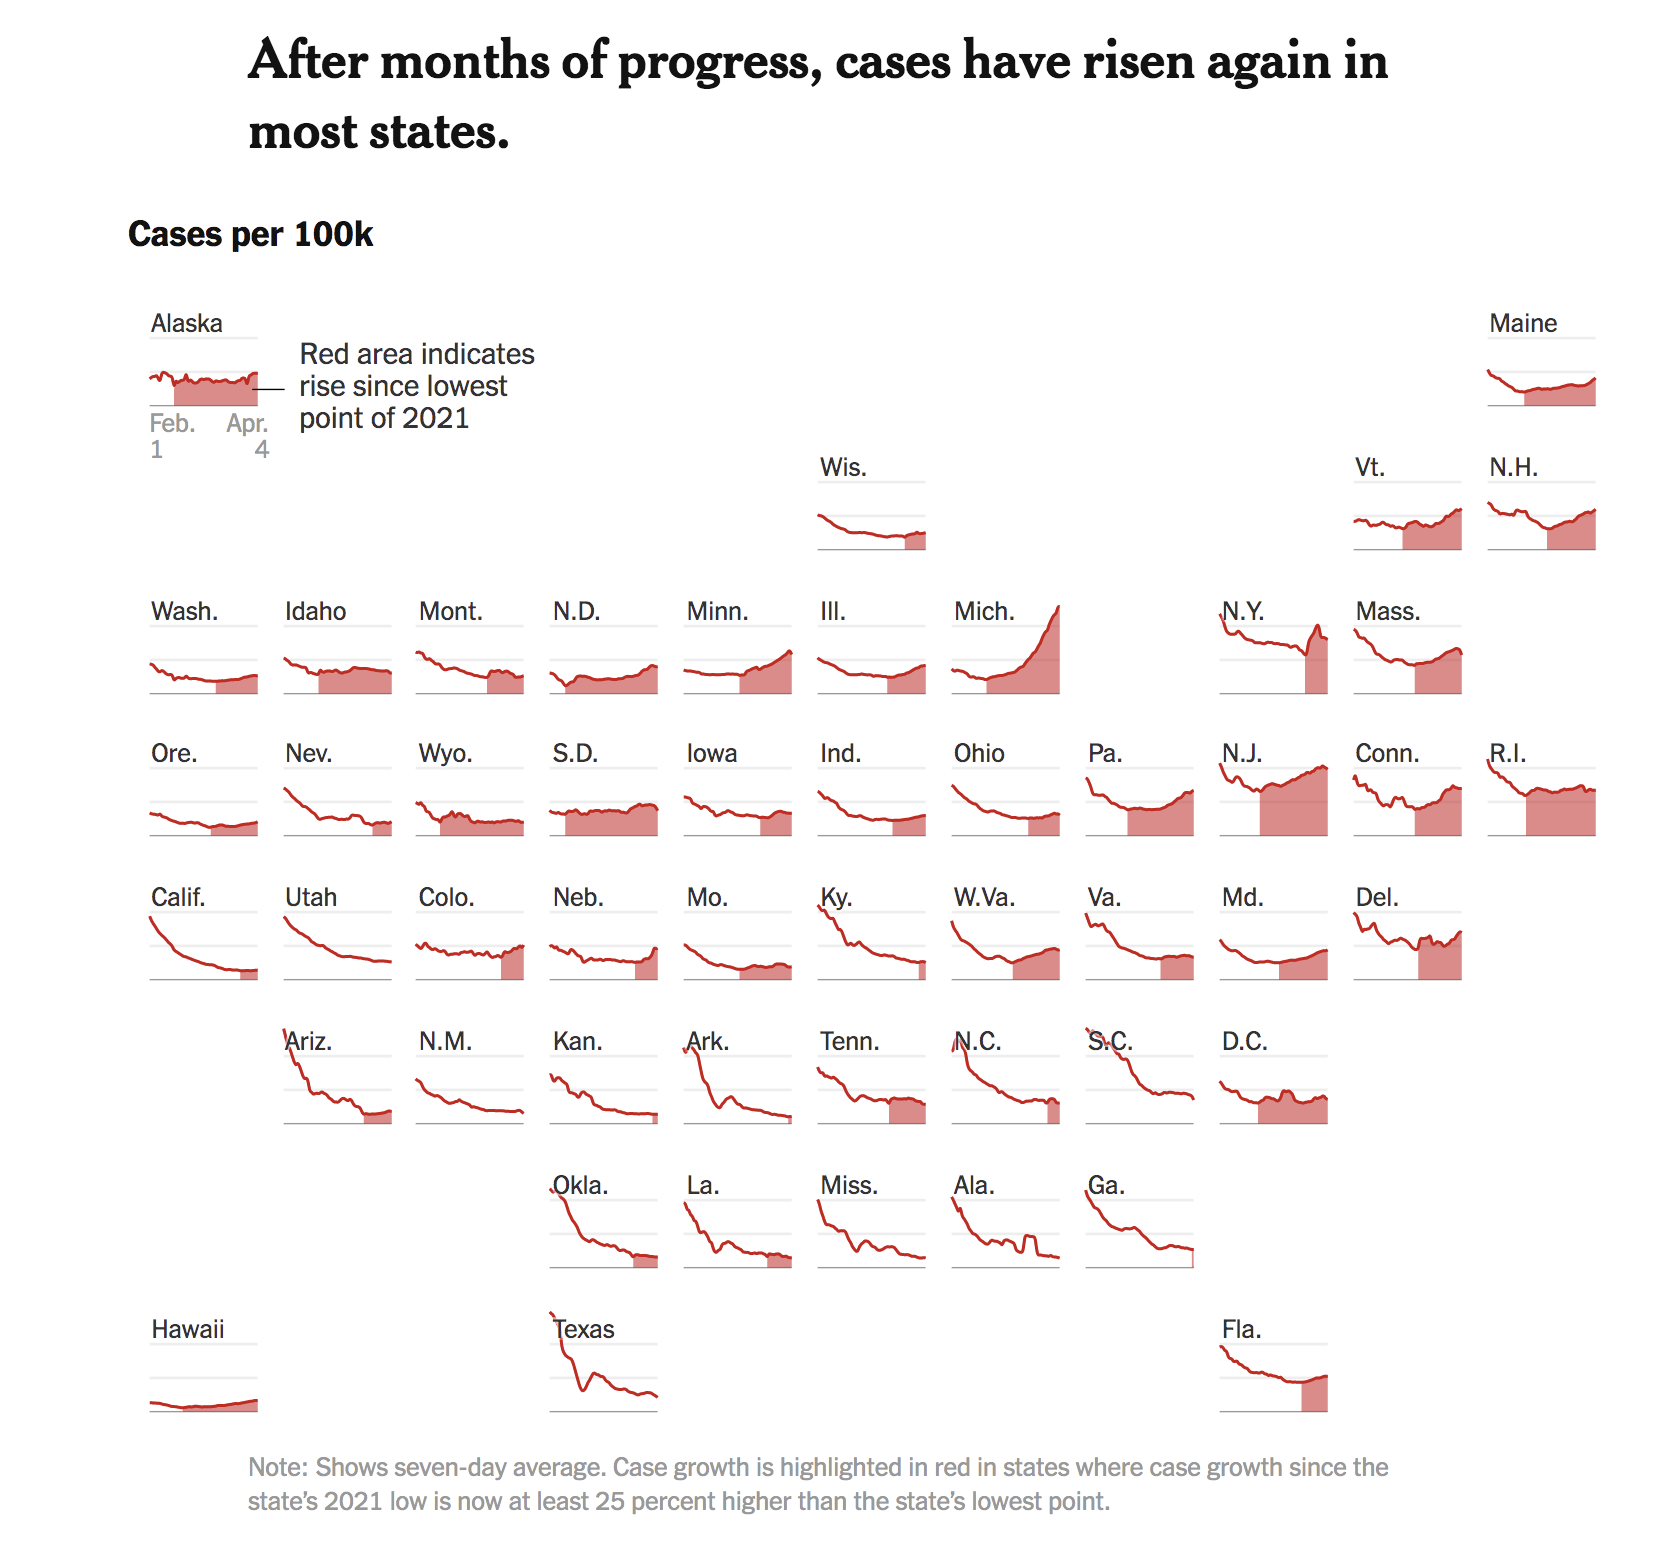 After months of progress, cases have risen again in
most states.
Cases per 100k
Alaska
Red area indicates
rise since lowest
point of 2021
Feb. Apr.
1 4
Maine
Wis.
Vt.
N.H.
Wash.
Idaho
Mont.
N.D.
Minn.
Ill.
Mich.
N.Y.
Mass.
Ore.
Nev.
Wyo.
S.D.
Iowa
Ind.
Ohio
Pa.
N.J.
Conn.
R.I.
Calif.
Utah
Colo.
Neb.
Mo.
Ky.
W.Va.
Va.
Md.
Del.
Ariz.
N.M.
Kan.
Ark.
Tenn.
N.C.
S.C.
D.C.
Okla.
La.
Miss.
Ala.
Ga.
Hawaii
Texas
Fla.
Note: Shows seven-day average. Case growth is highlighted in red in states where case growth since the
state’s 2021 low is now at least 25 percent higher than the state’s lowest point.